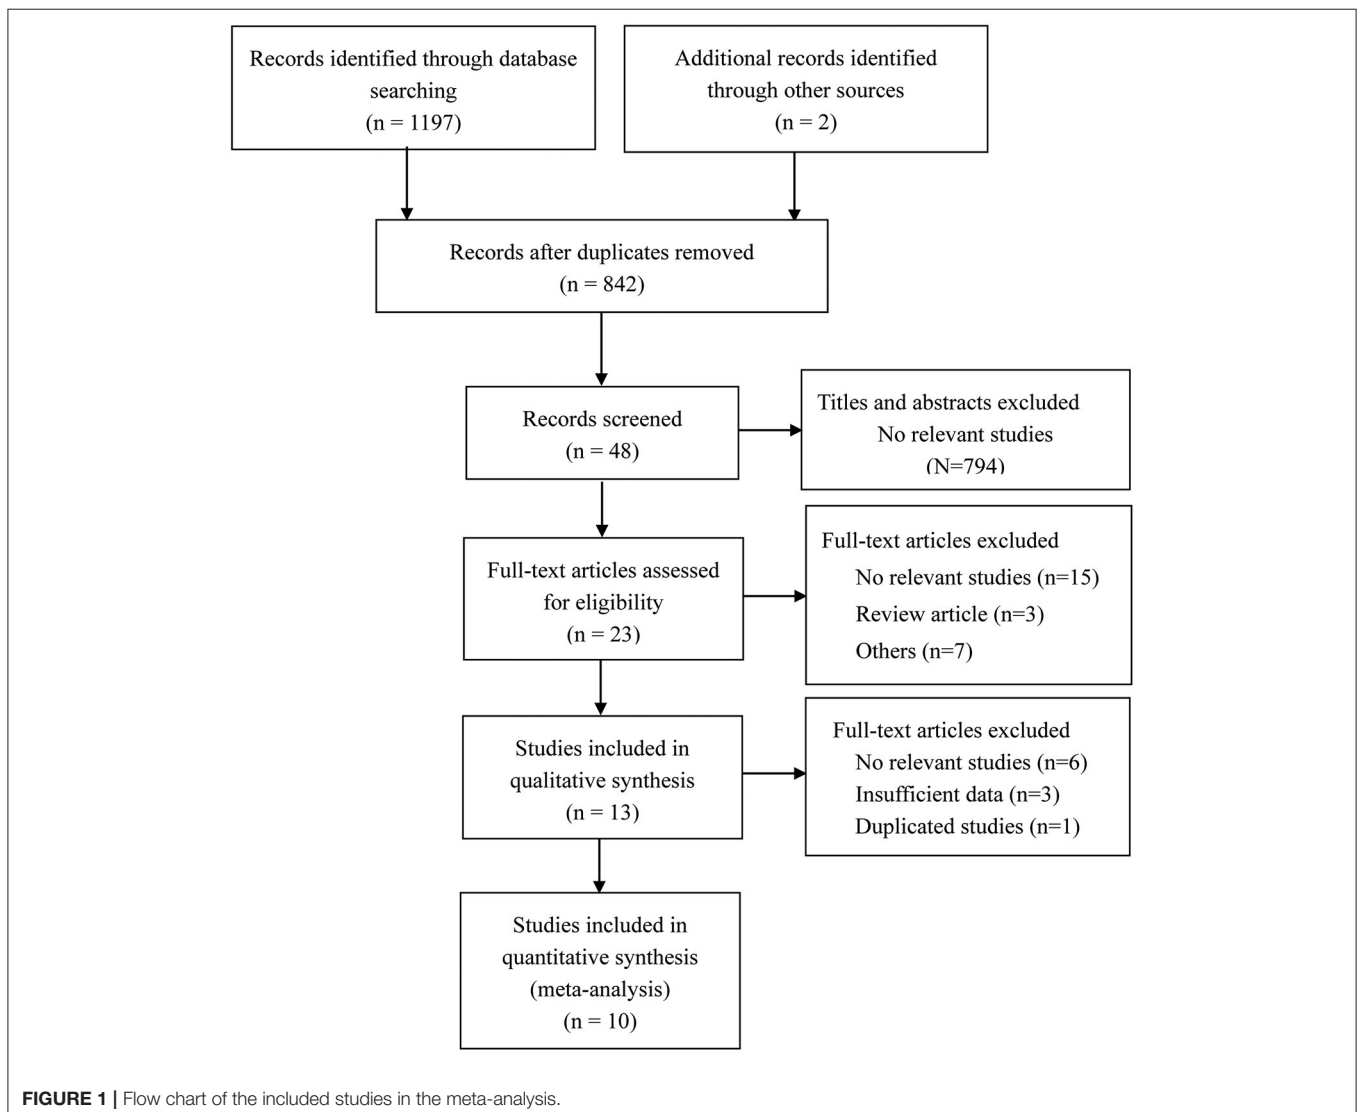 Records identified through database
searching
(n = 1197)
Additional records identified
through other sources
(n = 2)
Records after duplicates removed
(n = 842)
Records screened
(n = 48)
Titles and abstracts excluded
No relevant studies
(N=794)
Full-text articles assessed
for eligibility
(n = 23)
Full-text articles excluded
No relevant studies (n=15)
Review article (n=3)
Others (n=7)
Studies included in
qualitative synthesis
(n = 13)
Full-text articles excluded
No relevant studies (n=6)
Insufficient data (n=3)
Duplicated studies (n=1)
Studies included in
quantitative synthesis
(meta-analysis)
(n = 10)
FIGURE 1 | Flow chart of the included studies in the meta-analysis.